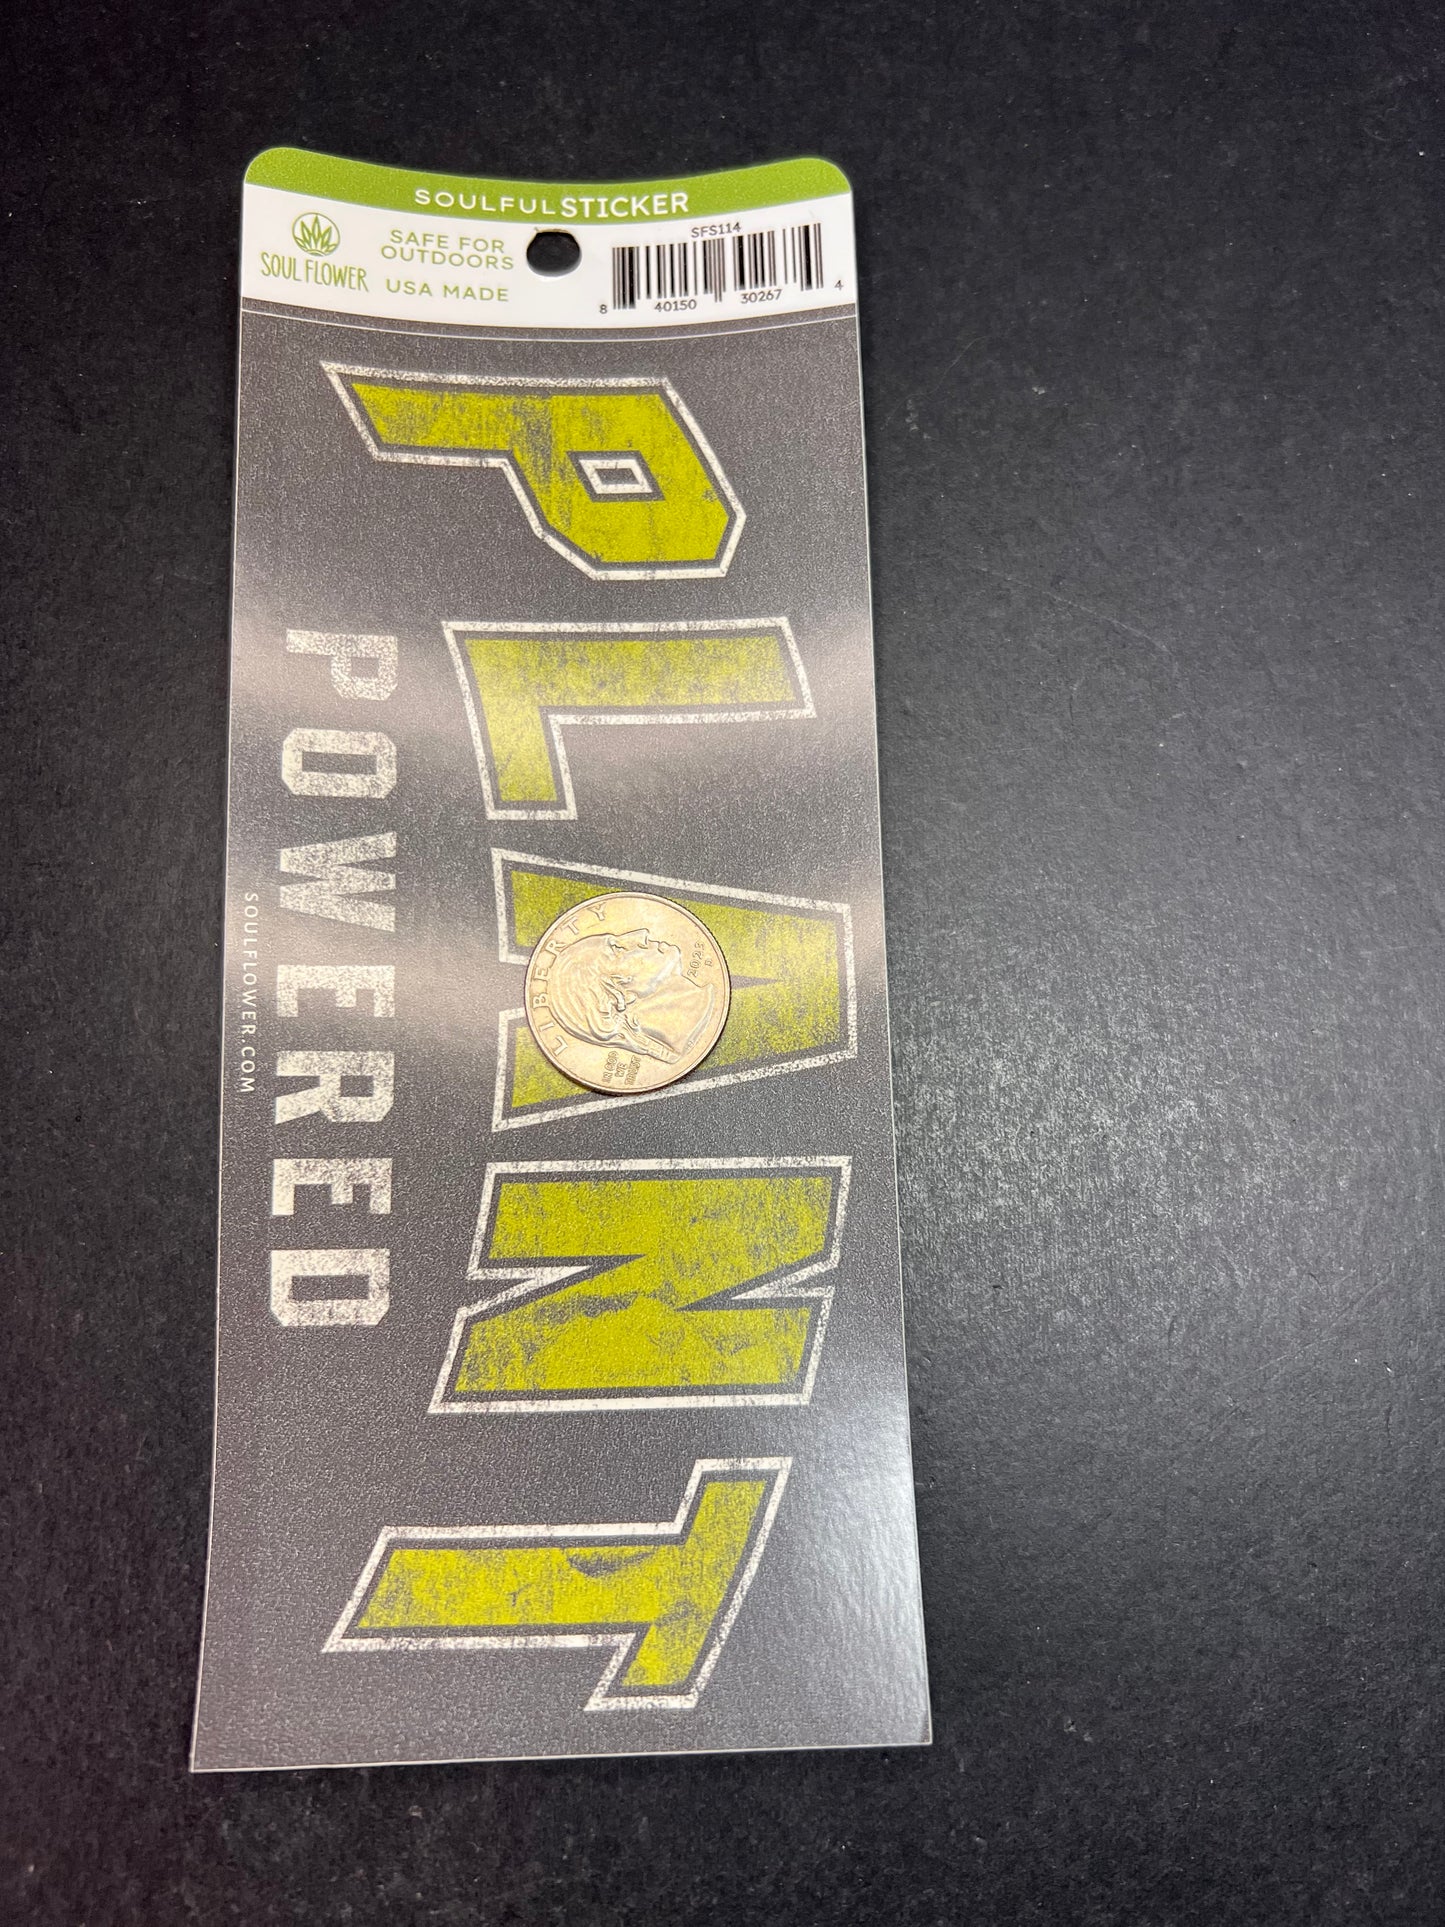 SOULFULSTICKER
SOUL FLOWER
SAFE FOR
OUTDOORS
USA MADE
SFS114
8 40150 30267 4
PLANT
POWERED
SOULFLOWER.COM
LIBERTY
2025
IN GOD
WE
TRUST